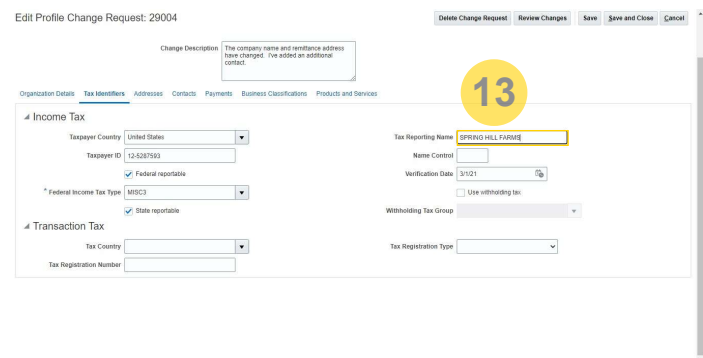 Edit Profile Change Request: 29004
Delete Change Request Review Changes Save Save and Close Cancel
Change Description The company name and remittance address
have changed. I've added an additional
contact.
Organization Details Tax Identifiers Addresses Contacts Payments Business Classifications Products and Services
13
Income Tax
Taxpayer Country United States
Tax Reporting Name SPRING HILL FARMS
Taxpayer ID 12-5287593
Name Control
Federal reportable
Verification Date 3/1/21
* Federal Income Tax Type MISC3
Use withholding tax
State reportable
Withholding Tax Group
Transaction Tax
Tax Country
Tax Registration Type
Tax Registration Number